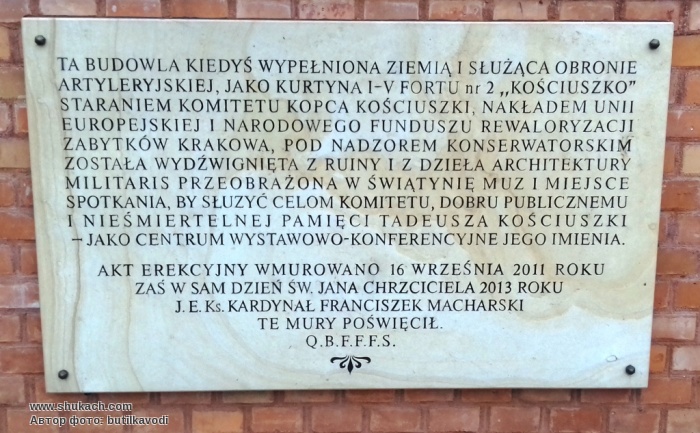 TA BUDOWLA KIEDYŚ WYPEŁNIONA ZIEMIĄ I SŁUŻĄCA OBRONIE
ARTYLERYJSKIEJ, JAKO KURTYNA I–V FORTU nr 2 ,,KOŚCIUSZKO"
STARANIEM KOMITETU KOPCA KOŚCIUSZKI, NAKŁADEM UNII
EUROPEJSKIEJ I NARODOWEGO FUNDUSZU REWALORYZACJI
ZABYTKÓW KRAKOWA, POD NADZOREM KONSERWATORSKIM
ZOSTAŁA WYDŹWIGNIĘTA Z RUINY I Z DZIEŁA ARCHITEKTURY
MILITARIS PRZEOBRAŻONA W ŚWIĄTYNIĘ MUZ I MIEJSCE
SPOTKANIA, BY SŁUŻYĆ CELOM KOMITETU, DOBRU PUBLICZNEMU
I NIEŚMIERTELNEJ PAMIĘCI TADEUSZA KOŚCIUSZKI
–JAKO CENTRUM WYSTAWOWO-KONFERENCYJNE JEGO IMIENIA.
AKT EREKCYJNY WMUROWANO 16 WRZEŚNIA 2011 ROKU
ZAŚ W SAM DZIEŃ ŚW. JANA CHRZCICIELA 2013 ROKU
J. E. Ks. KARDYNAŁ FRANCISZEK MACHARSKI
TE MURY POŚWIĘCIŁ.
Q.B.F.F.F.S.
www.shukach.com
Автор фото: butilkavodi